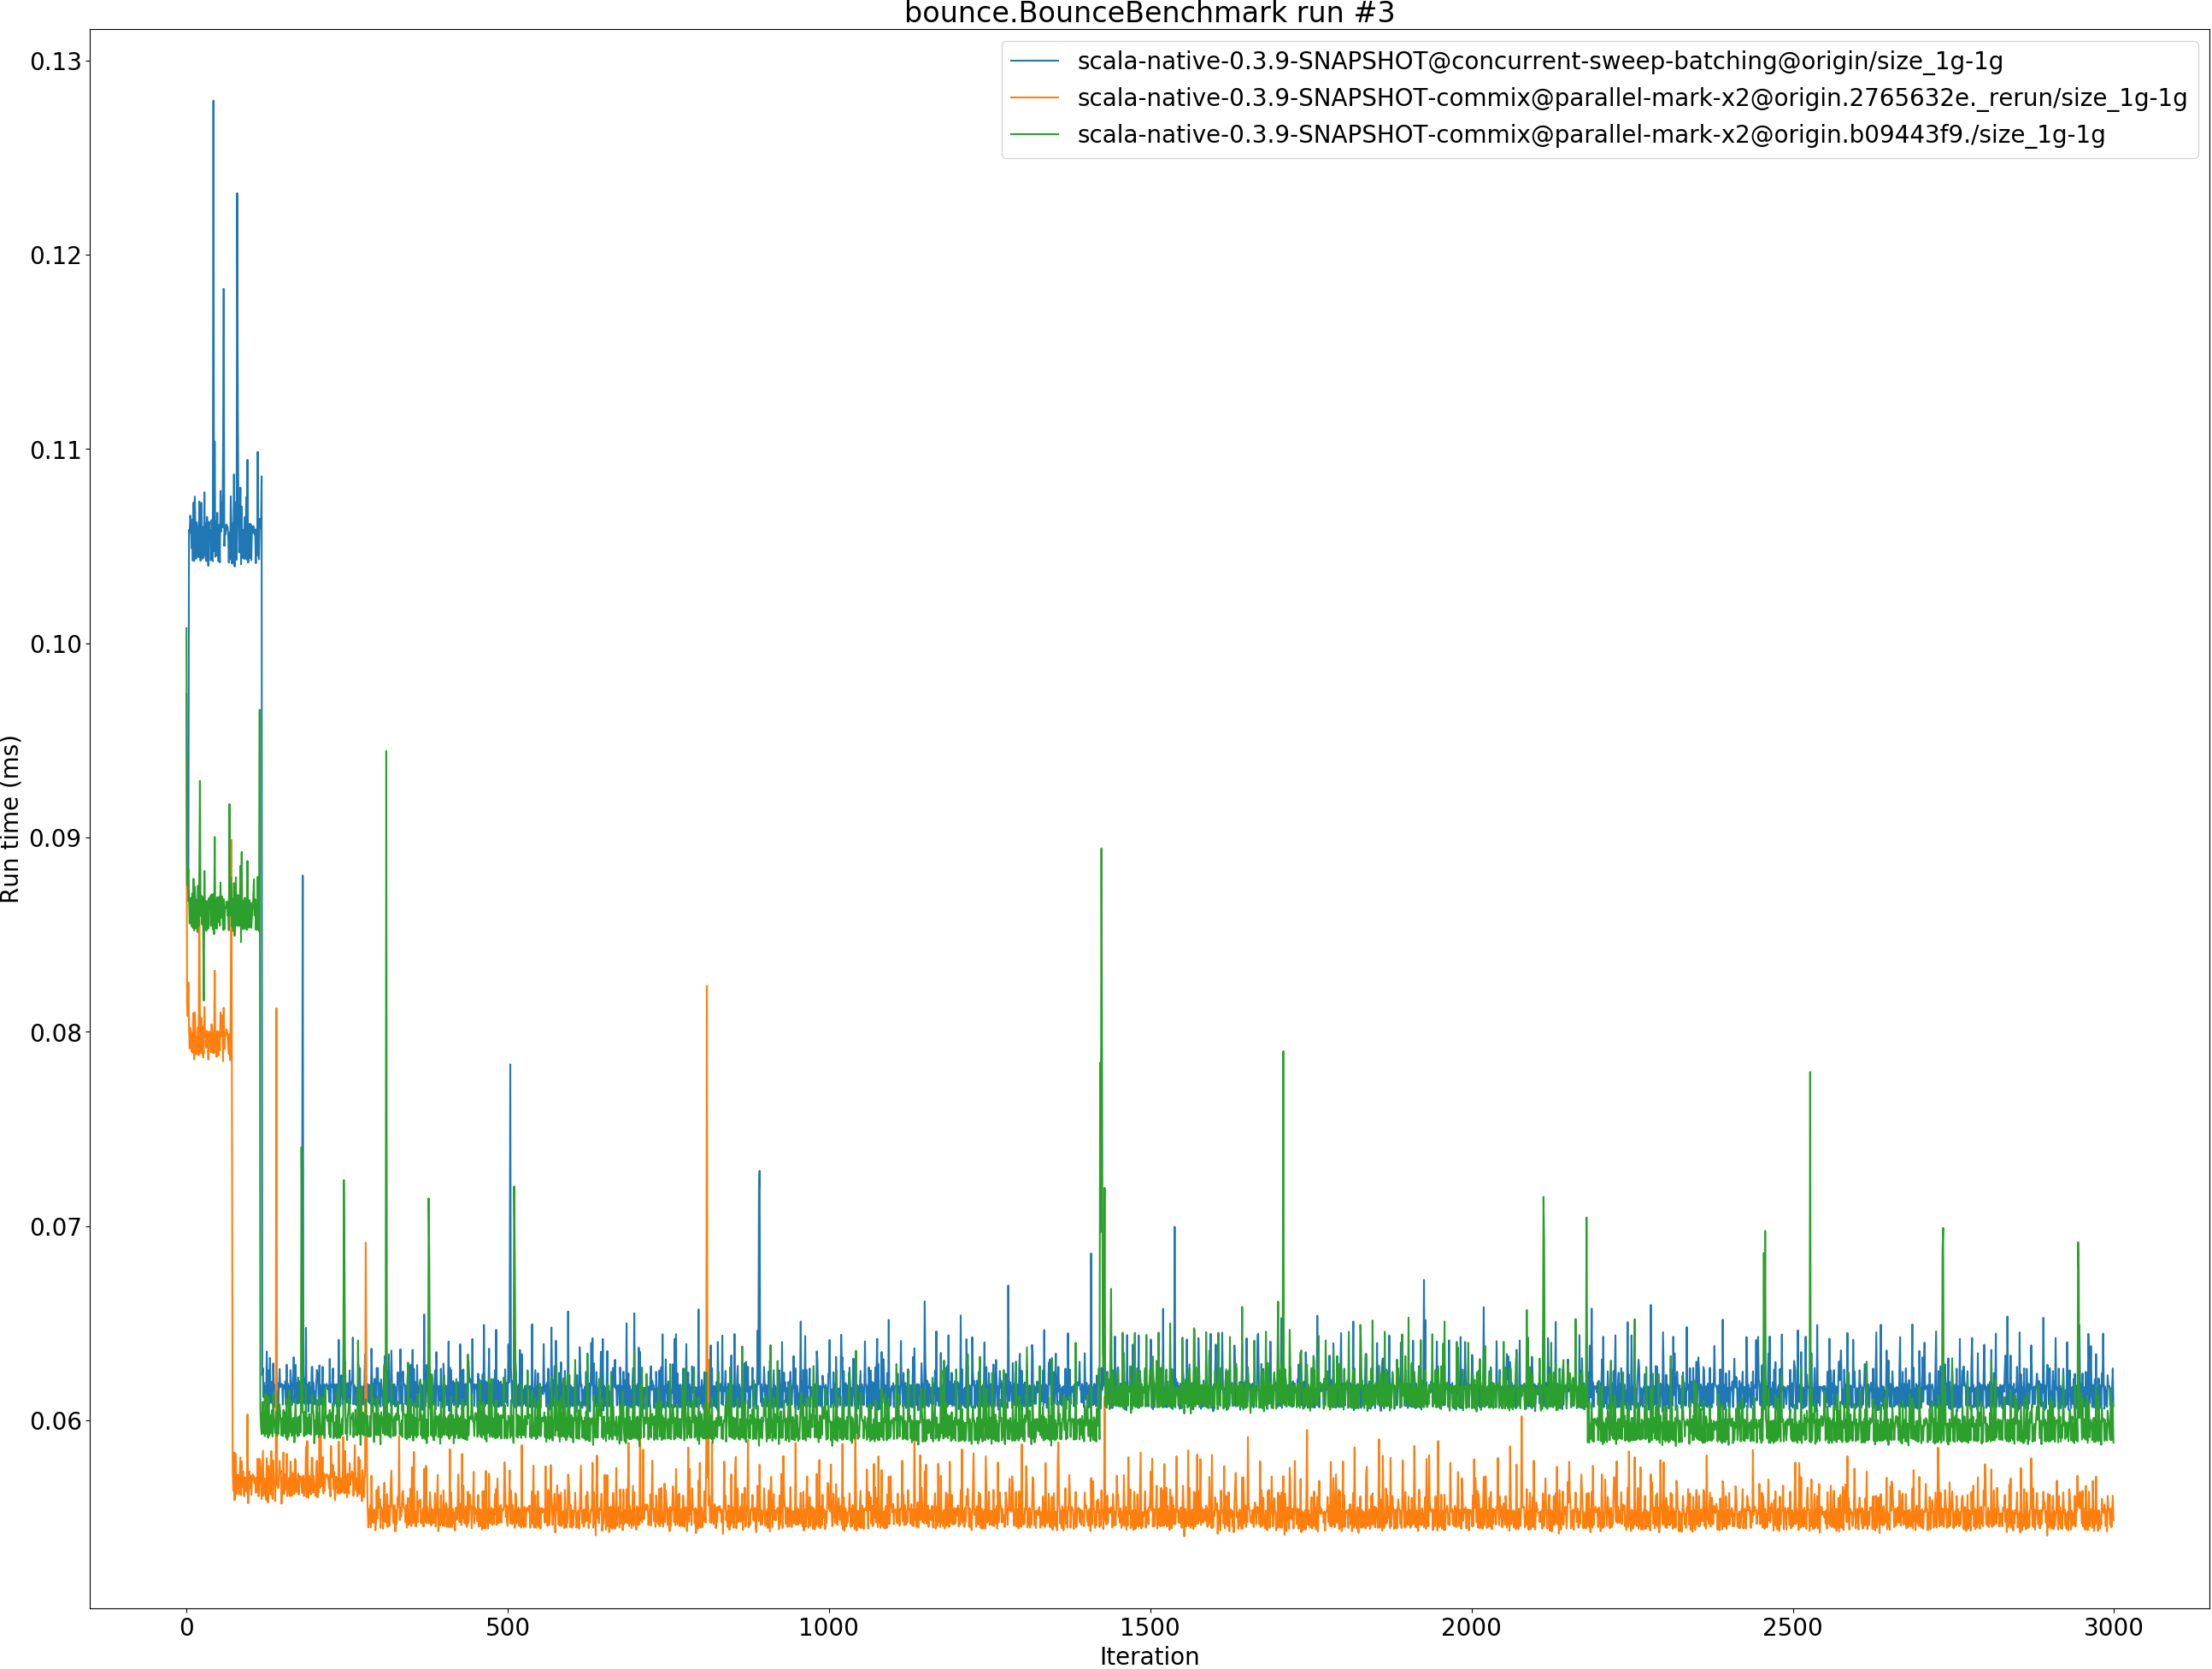 bounce.BounceBenchmark run #3
scala-native-0.3.9-SNAPSHOT@concurrent-sweep-batching@origin/size_1g-1g
scala-native-0.3.9-SNAPSHOT-commix@parallel-mark-x2@origin.2765632e._rerun/size_1g-1g
scala-native-0.3.9-SNAPSHOT-commix@parallel-mark-x2@origin.b09443f9./size_1g-1g
Run time (ms)
0.13
0.12
0.11
0.10
0.09
0.08
0.07
0.06
0 500 1000 1500 2000 2500 3000
Iteration